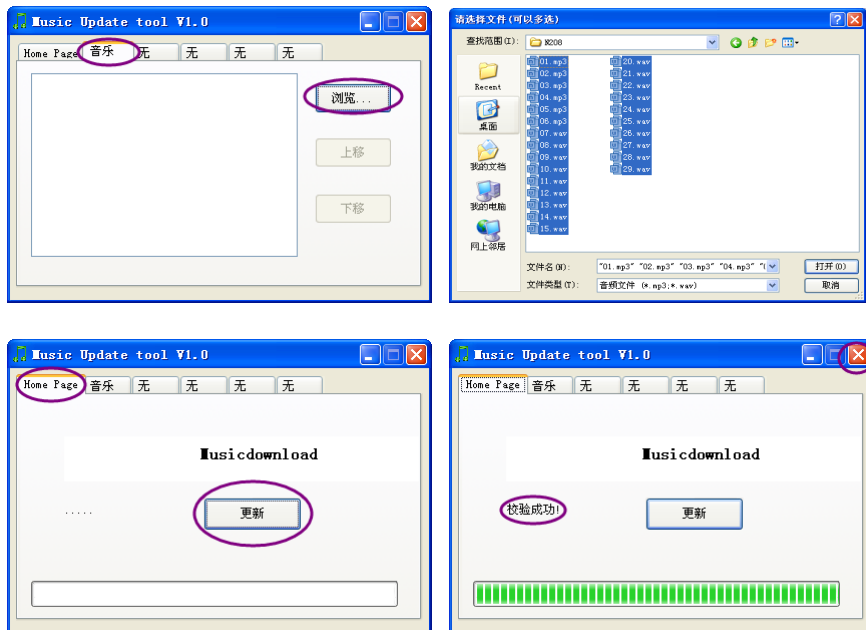 Music Update tool V1.0
Home Page 音乐 无 无 无 无
浏览...
上移
下移
请选择文件(可以多选)
查找范围(I): N208
Recent
桌面
我的文档
我的电脑
网上邻居
01.mp3
02.mp3
03.mp3
04.mp3
05.mp3
06.mp3
07.wav
08.wav
09.wav
10.wav
11.wav
12.wav
13.wav
14.wav
15.wav
20.wav
21.wav
22.wav
23.wav
24.wav
25.wav
26.wav
27.wav
28.wav
29.wav
文件名(N): "01.mp3" "02.mp3" "03.mp3" "04.mp3" "( 打开(O)
文件类型(T): 音频文件 (*.mp3;*.wav) 取消
Music Update tool V1.0
Home Page 音乐 无 无 无 无
Musicdownload
..... 更新
Music Update tool V1.0
Home Page 音乐 无 无 无 无
Musicdownload
校验成功! 更新